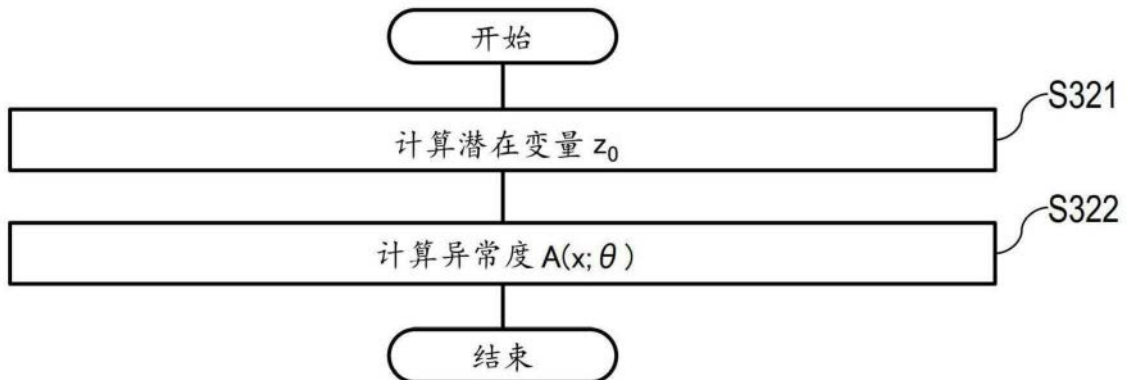 开始
S321
计算潜在变量 z₀
S322
计算异常度 A(x; θ)
结束